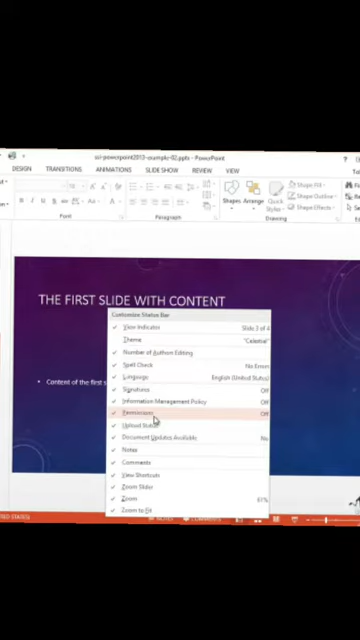 sct-powerpoint2013-example-02.pptx - PowerPoint
DESIGN TRANSITIONS ANIMATIONS SLIDE SHOW REVIEW VIEW
Shapes Arrange Quick Styles
Shape Fill
Shape Outline
Shape Effects
Font Paragraph Drawing
THE FIRST SLIDE WITH CONTENT
Content of the first s
Customize Status Bar
View Indicator Slide 3 of 4
Theme "Celestial"
Number of Authors Editing
Spell Check No Errors
Language English (United States)
Signatures Off
Information Management Policy Off
Permissions Off
Upload Status
Document Updates Available No
Notes
Comments
View Shortcuts
Zoom Slider
Zoom 61%
Zoom to Fit
NOTES COMMENTS